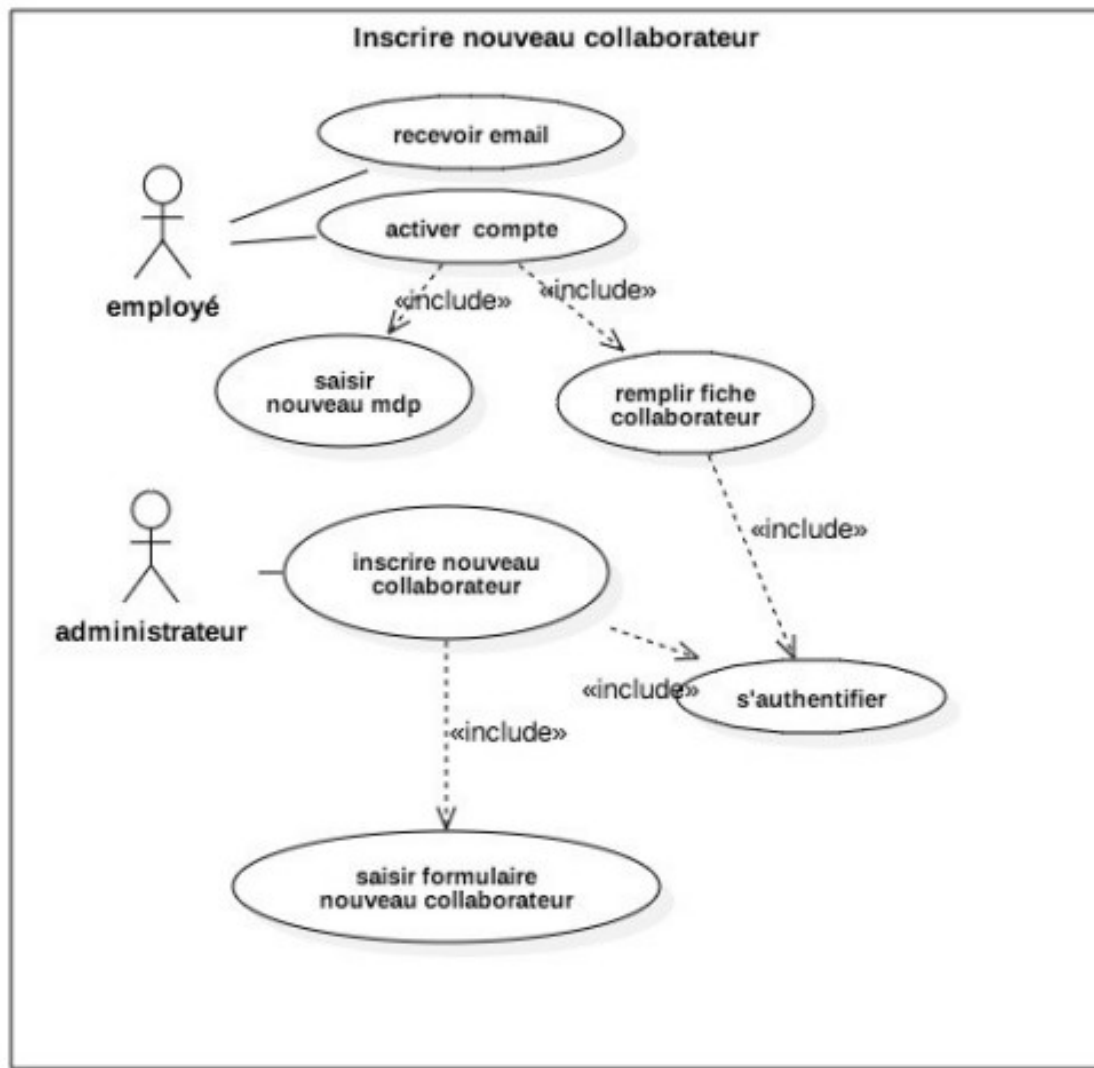 Inscrire nouveau collaborateur
recevoir email
activer compte
employé
«include»
«include»
saisir
nouveau mdp
remplir fiche
collaborateur
«include»
inscrire nouveau
collaborateur
administrateur
«include»
s'authentifier
«include»
saisir formulaire
nouveau collaborateur